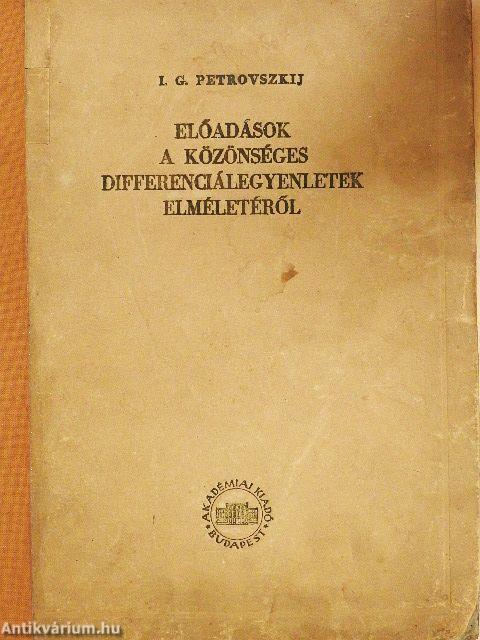 I. G. PETROVSZKIJ
ELŐADÁSOK
A KÖZÖNSÉGES
DIFFERENCIÁLEGYENLETEK
ELMÉLETÉRŐL
AKADÉMIAI KIADÓ
BUDAPEST
Antikvárium.hu